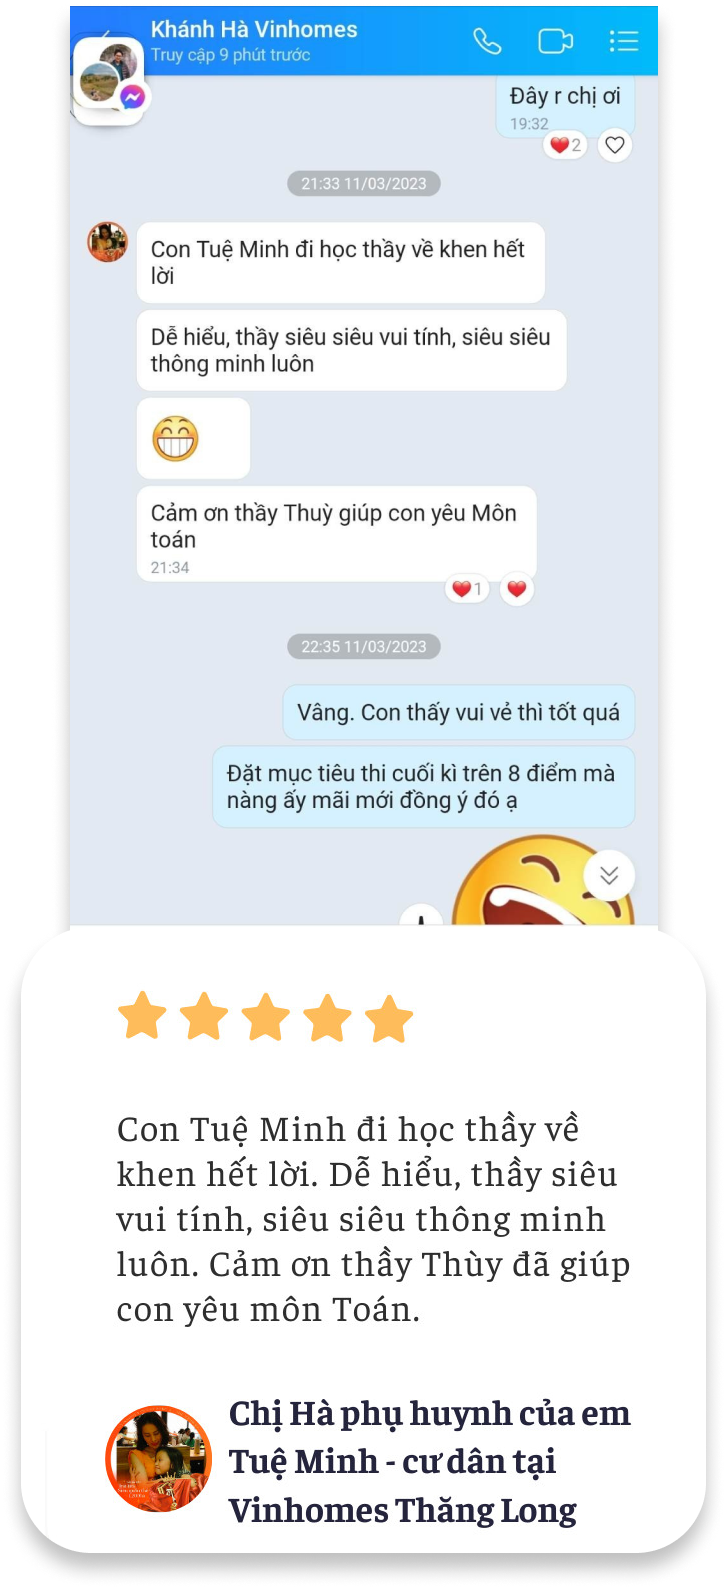 Khánh Hà Vinhomes
Truy cập 9 phút trước
Đây r chị ơi
19:32
2
21:33 11/03/2023
Con Tuệ Minh đi học thầy về khen hết
lời
Dễ hiểu, thầy siêu siêu vui tính, siêu siêu
thông minh luôn
Cảm ơn thầy Thuỳ giúp con yêu Môn
toán
21:34
1
22:35 11/03/2023
Vâng. Con thấy vui vẻ thì tốt quá
Đặt mục tiêu thi cuối kì trên 8 điểm mà
nàng ấy mãi mới đồng ý đó ạ
Con Tuệ Minh đi học thầy về
khen hết lời. Dễ hiểu, thầy siêu
vui tính, siêu siêu thông minh
luôn. Cảm ơn thầy Thùy đã giúp
con yêu môn Toán.
Chị Hà phụ huynh của em
Tuệ Minh - cư dân tại
Vinhomes Thăng Long